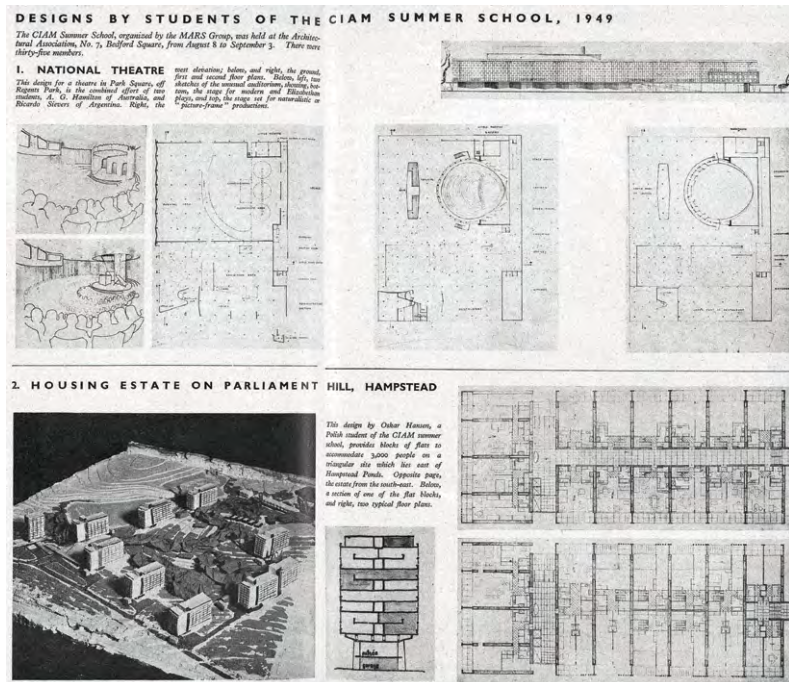 DESIGNS BY STUDENTS OF THE CIAM SUMMER SCHOOL, 1949
The CIAM Summer School, organized by the MARS Group, was held at the Architec-
tural Association, No. 7, Bedford Square, from August 8 to September 3. There were
thirty-five members.
1. NATIONAL THEATRE
This design for a theatre in Park Square, off
Regents Park, is the combined effort of two
students, A. G. Hamilton of Australia, and
Ricardo Sievers of Argentina. Right, the
west elevation; below, and right, the ground,
first and second floor plans. Below, left, two
sketches of the unusual auditorium, showing, bot-
tom, the stage for modern and Elizabethan
plays, and top, the stage set for naturalistic or
"picture-frame" productions.
2. HOUSING ESTATE ON PARLIAMENT HILL, HAMPSTEAD
This design by Oskar Hansen, a
Polish student of the CIAM summer
school, provides blocks of flats to
accommodate 3,000 people on a
triangular site which lies east of
Hampstead Ponds. Opposite page,
the estate from the south-east. Below,
a section of one of the flat blocks,
and right, two typical floor plans.